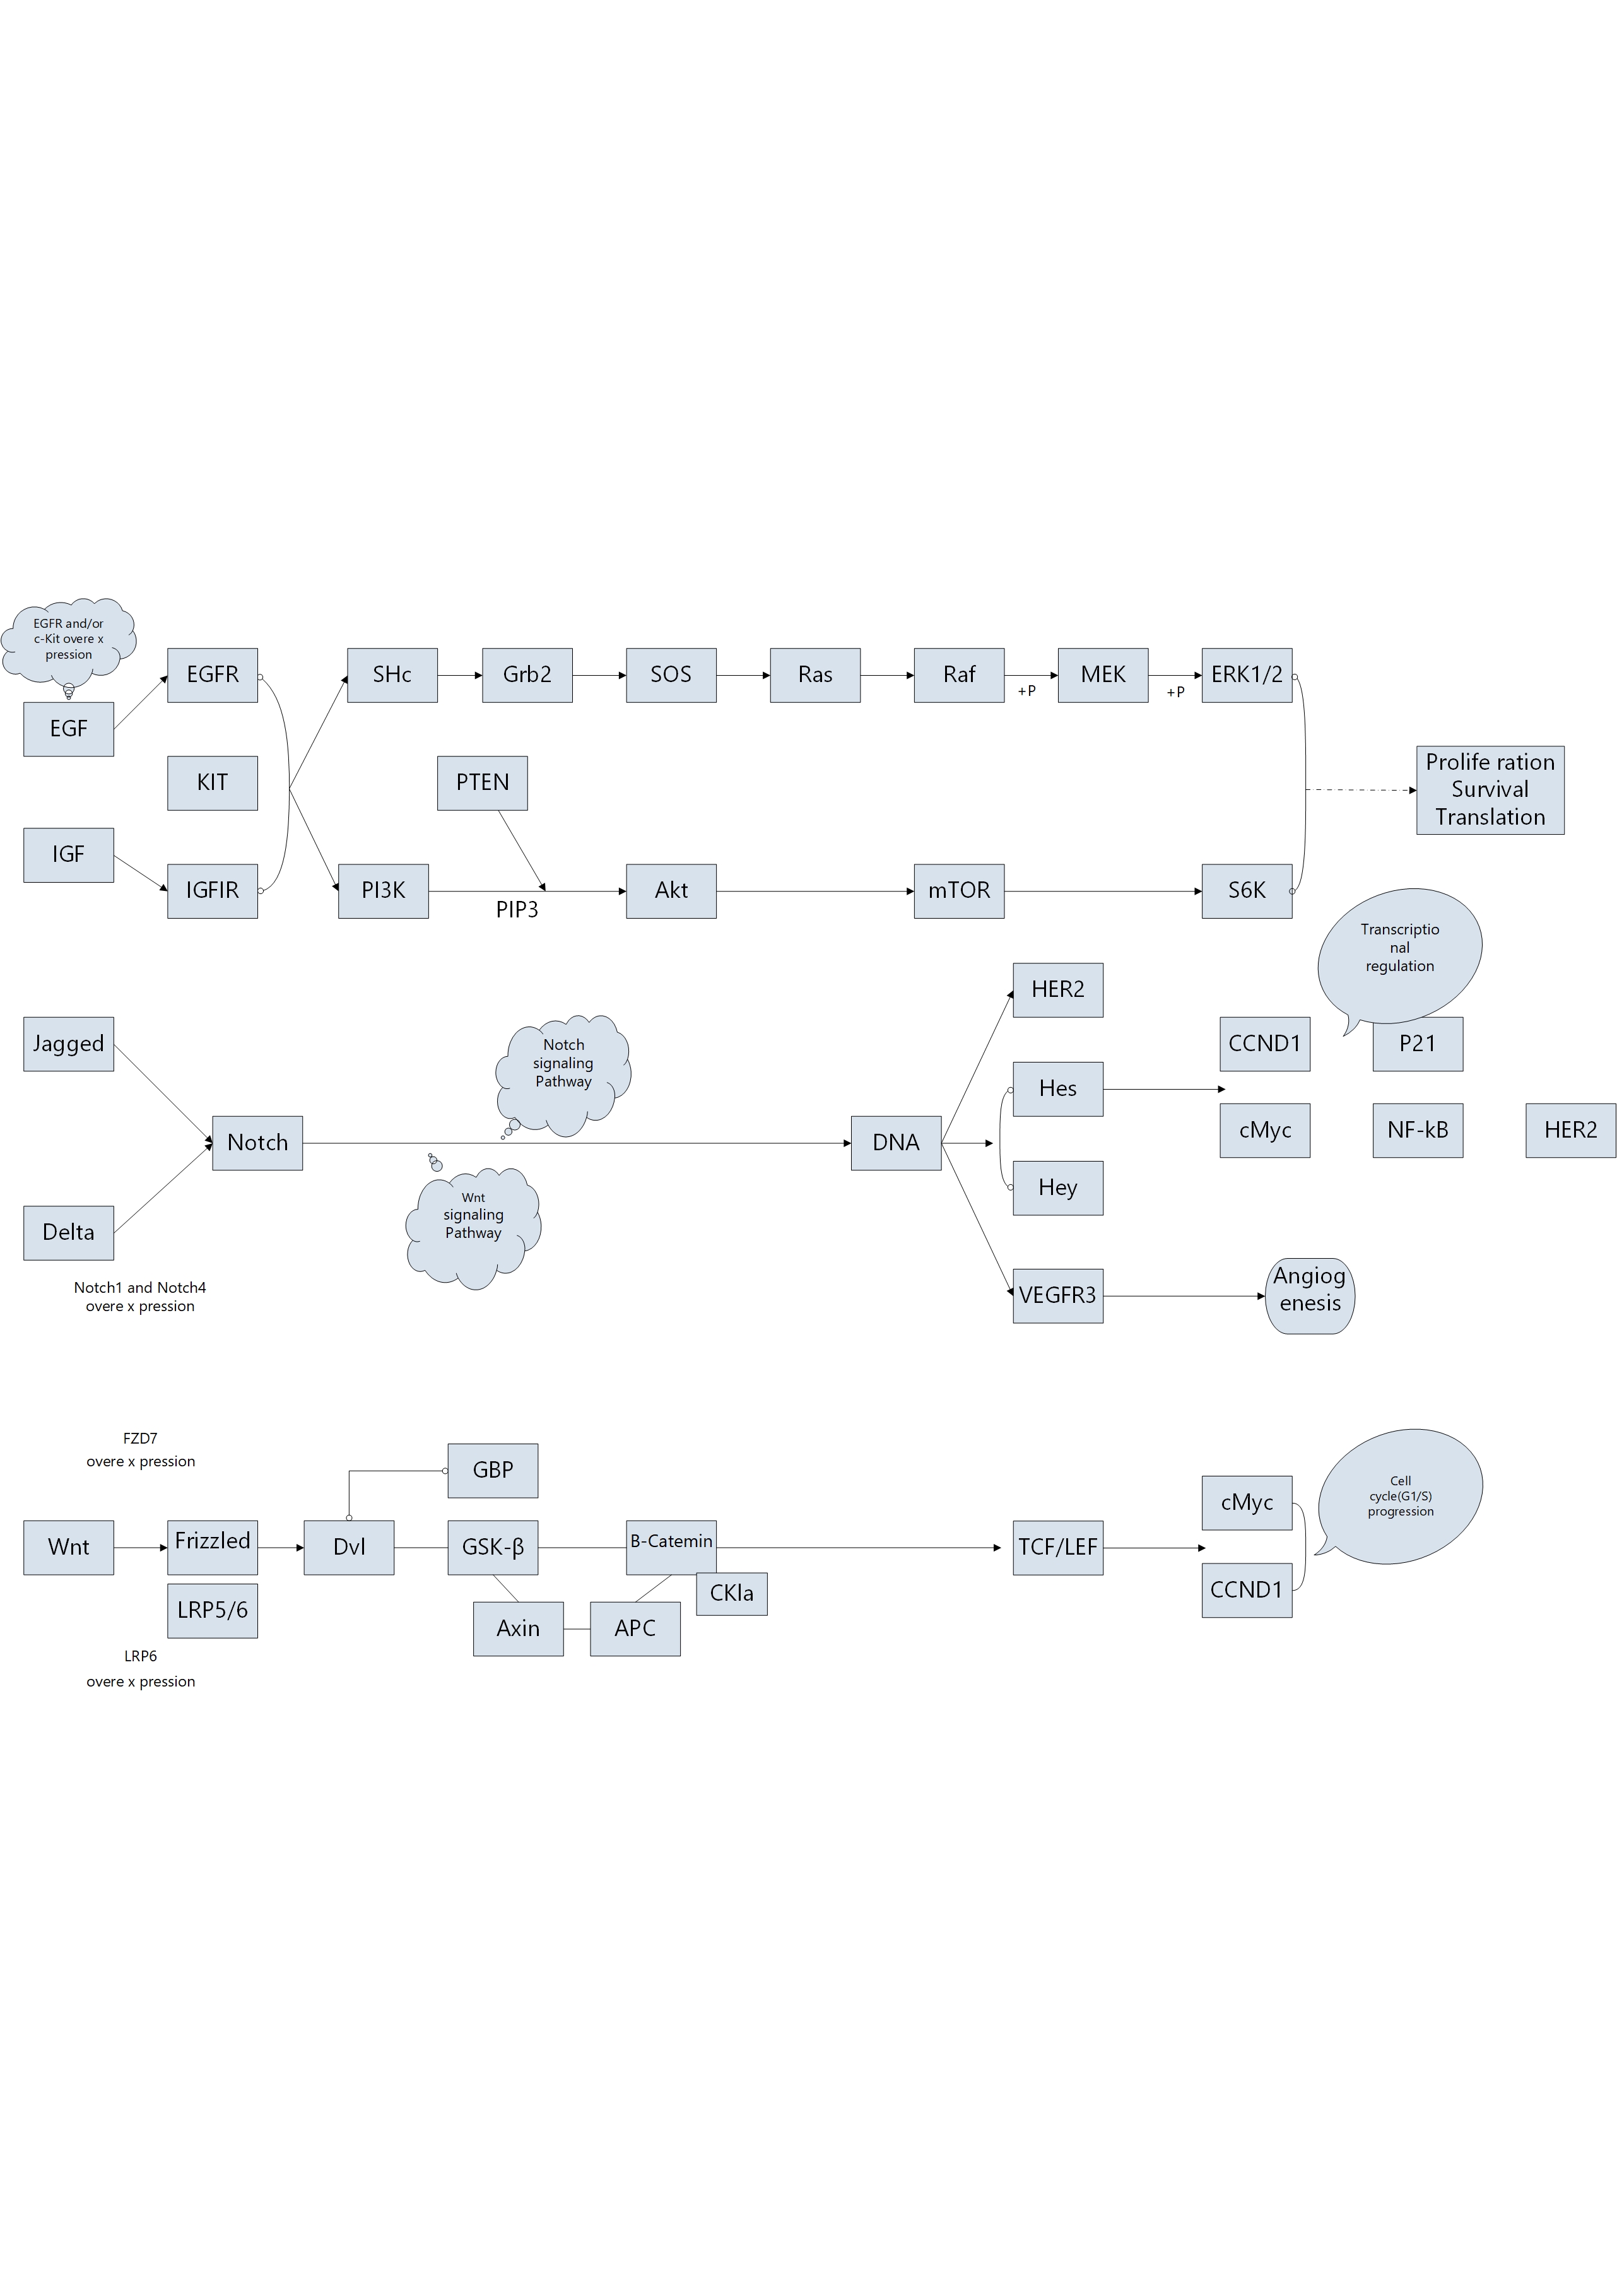 EGFR and/or
c-Kit overe x
pression
EGF
EGFR
KIT
IGF
IGFIR
SHc
Grb2
SOS
Ras
Raf
+P
MEK
+P
ERK1/2
PTEN
PI3K
PIP3
Akt
mTOR
S6K
Prolife ration
Survival
Translation
Transcriptio
nal
regulation
Jagged
Delta
Notch1 and Notch4
overe x pression
Notch
Notch
signaling
Pathway
Wnt
signaling
Pathway
DNA
HER2
Hes
Hey
VEGFR3
CCND1
P21
cMyc
NF-kB
HER2
Angiog
enesis
FZD7
overe x pression
Wnt
Frizzled
LRP5/6
LRP6
overe x pression
Dvl
GBP
GSK-β
B-Catemin
CKla
Axin
APC
TCF/LEF
cMyc
CCND1
Cell
cycle(G1/S)
progression